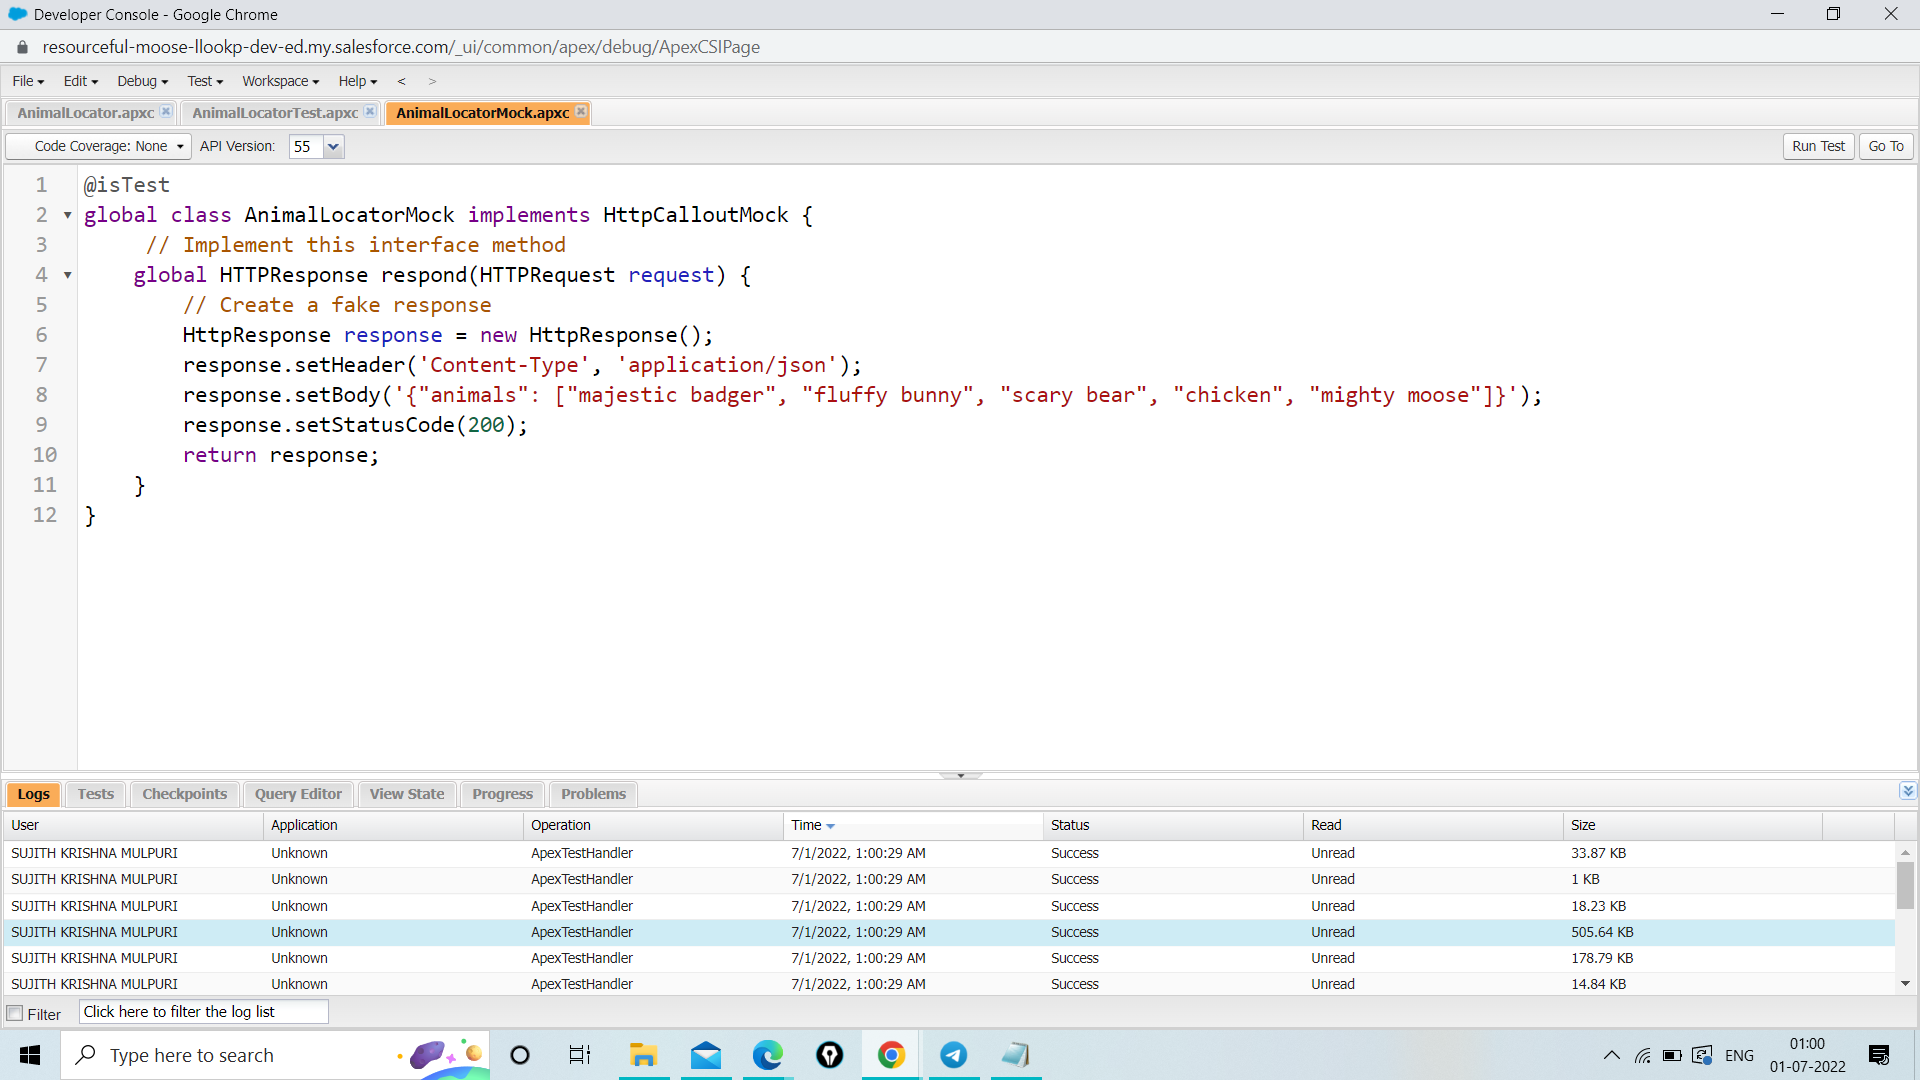 Developer Console - Google Chrome
resourceful-moose-llookp-dev-ed.my.salesforce.com/_ui/common/apex/debug/ApexCSIPage
File Edit Debug Test Workspace Help < >
AnimalLocator.apxc AnimalLocatorTest.apxc AnimalLocatorMock.apxc
Code Coverage: None API Version: 55 Run Test Go To
1 @isTest
2 global class AnimalLocatorMock implements HttpCalloutMock {
3 // Implement this interface method
4 global HTTPResponse respond(HTTPRequest request) {
5 // Create a fake response
6 HttpResponse response = new HttpResponse();
7 response.setHeader('Content-Type', 'application/json');
8 response.setBody('{"animals": ["majestic badger", "fluffy bunny", "scary bear", "chicken", "mighty moose"]}');
9 response.setStatusCode(200);
10 return response;
11 }
12 }
Logs Tests Checkpoints Query Editor View State Progress Problems
User Application Operation Time Status Read Size
SUJITH KRISHNA MULPURI Unknown ApexTestHandler 7/1/2022, 1:00:29 AM Success Unread 33.87 KB
SUJITH KRISHNA MULPURI Unknown ApexTestHandler 7/1/2022, 1:00:29 AM Success Unread 1 KB
SUJITH KRISHNA MULPURI Unknown ApexTestHandler 7/1/2022, 1:00:29 AM Success Unread 18.23 KB
SUJITH KRISHNA MULPURI Unknown ApexTestHandler 7/1/2022, 1:00:29 AM Success Unread 505.64 KB
SUJITH KRISHNA MULPURI Unknown ApexTestHandler 7/1/2022, 1:00:29 AM Success Unread 178.79 KB
SUJITH KRISHNA MULPURI Unknown ApexTestHandler 7/1/2022, 1:00:29 AM Success Unread 14.84 KB
Filter Click here to filter the log list
Type here to search ENG 01:00
01-07-2022